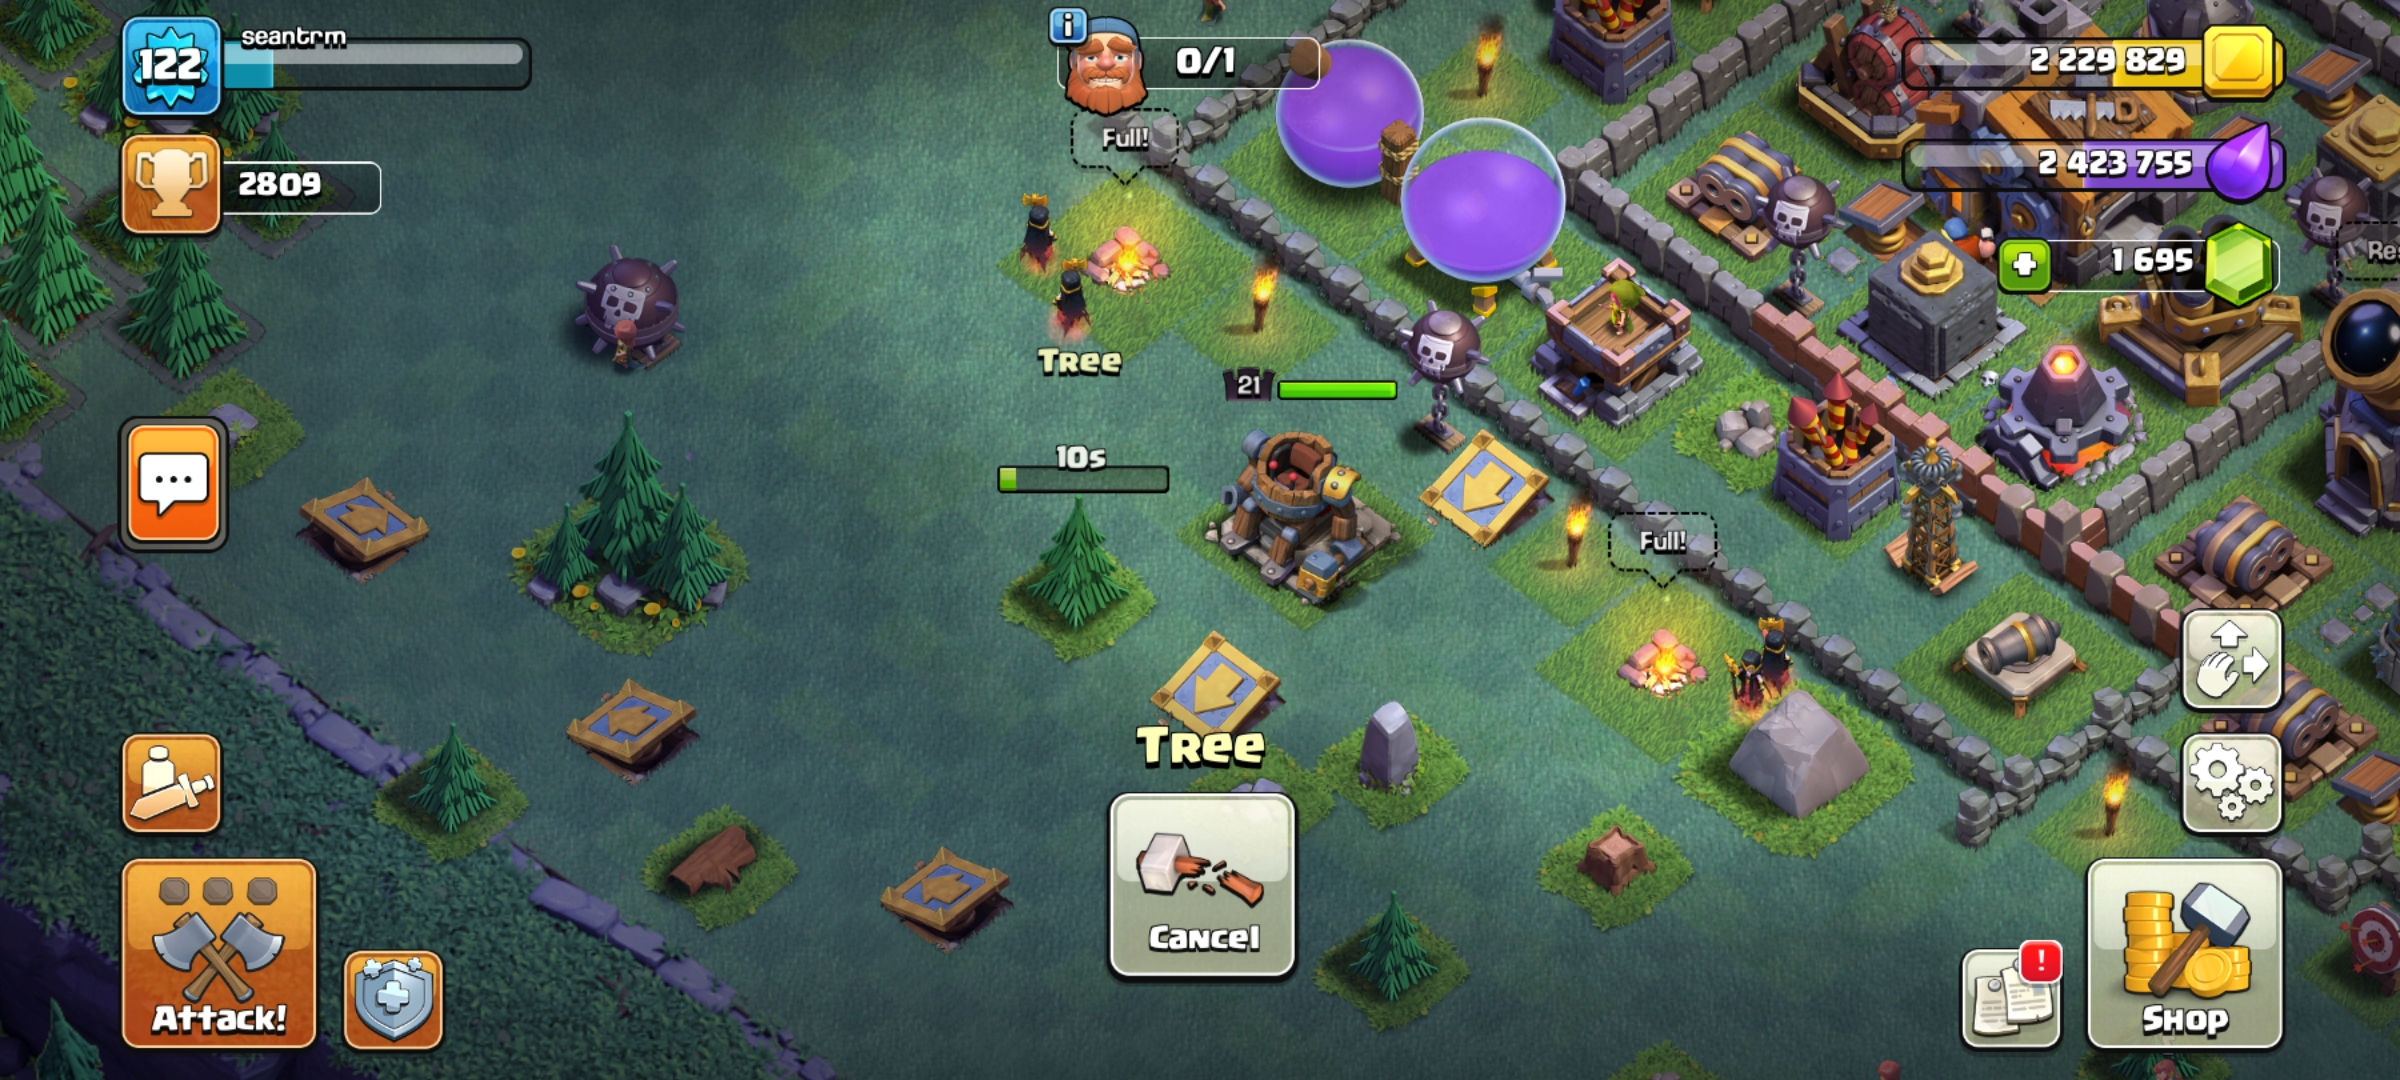 122
seantrm
2809
0/1
Full!
2 229 829
2 423 755
1 695
Tree
21
10s
Full!
Tree
Cancel
Attack!
!
Shop